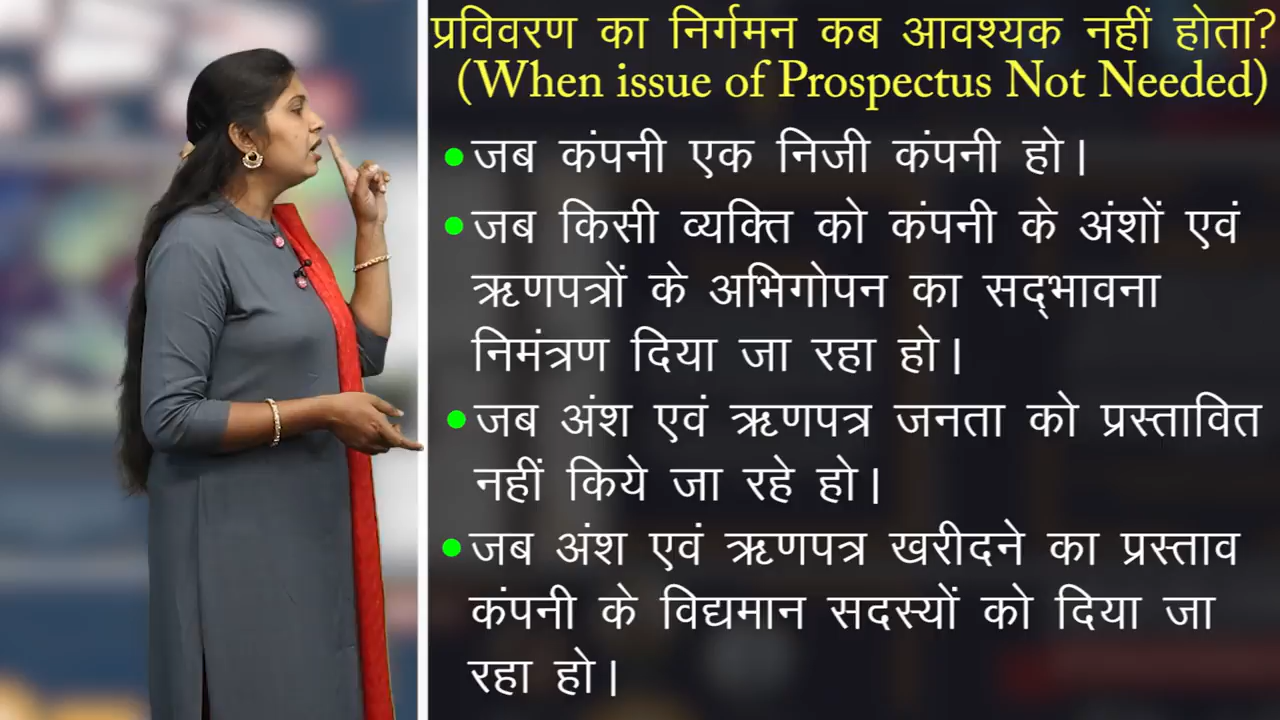 प्रविवरण का निर्गमन कब आवश्यक नहीं होता?
(When issue of Prospectus Not Needed)
•जब कंपनी एक निजी कंपनी हो।
•जब किसी व्यक्ति को कंपनी के अंशों एवं
ऋणपत्रों के अभिगोपन का सद्‌भावना
निमंत्रण दिया जा रहा हो।
•जब अंश एवं ऋणपत्र जनता को प्रस्तावित
नहीं किये जा रहे हो।
•जब अंश एवं ऋणपत्र खरीदने का प्रस्ताव
कंपनी के विद्यमान सदस्यों को दिया जा
रहा हो।